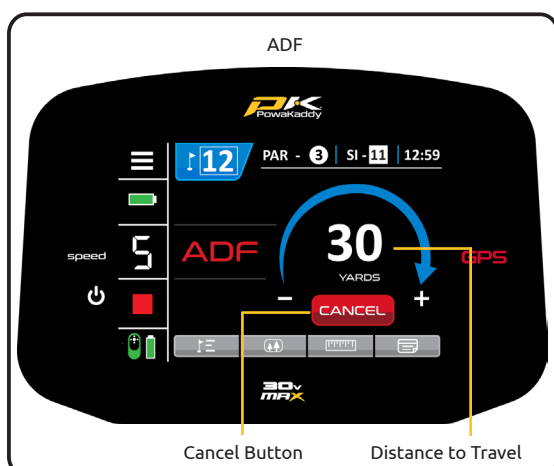 ADF
PK
PowaKaddy
12 PAR - 3 SI - 11 12:59
speed 5 ADF 30 GPS
YARDS
- CANCEL +
30V
MAX
Cancel Button Distance to Travel